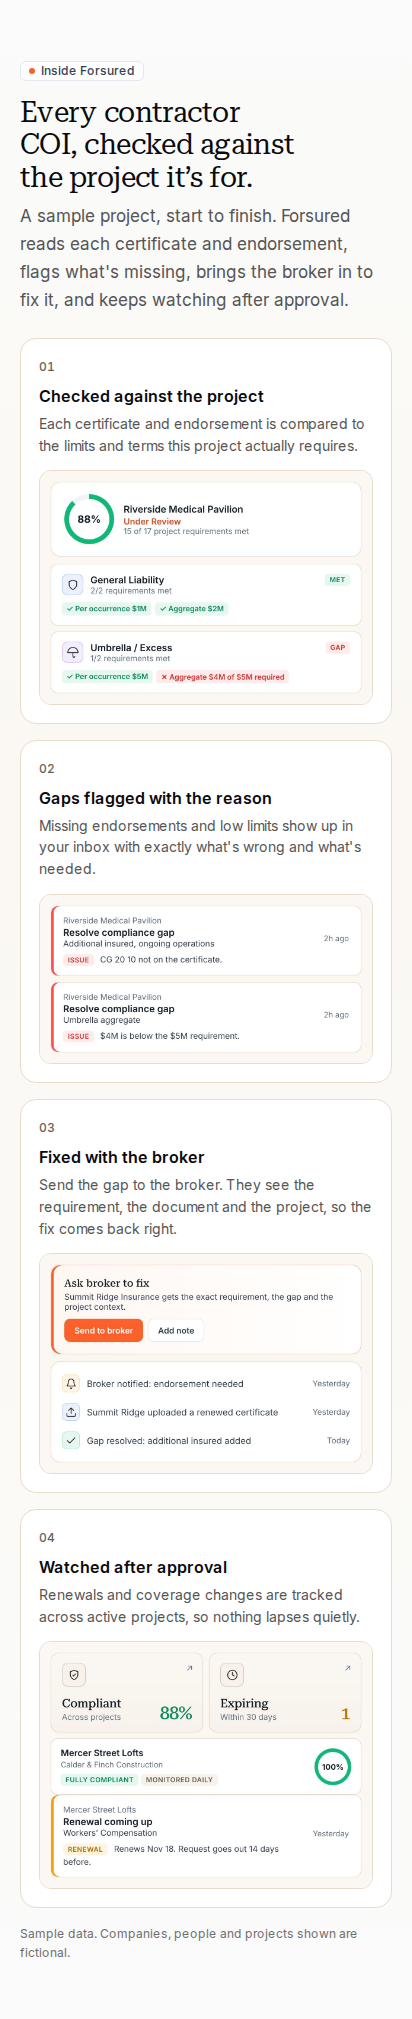 Inside Forsured
Every contractor
COI, checked against
the project it’s for.
A sample project, start to finish. Forsured
reads each certificate and endorsement,
flags what's missing, brings the broker in to
fix it, and keeps watching after approval.
01
Checked against the project
Each certificate and endorsement is compared to
the limits and terms this project actually requires.
88%
Riverside Medical Pavilion
Under Review
15 of 17 project requirements met
General Liability
2/2 requirements met
MET
✓ Per occurrence $1M ✓ Aggregate $2M
Umbrella / Excess
1/2 requirements met
GAP
✓ Per occurrence $5M ✕ Aggregate $4M of $5M required
02
Gaps flagged with the reason
Missing endorsements and low limits show up in
your inbox with exactly what's wrong and what's
needed.
Riverside Medical Pavilion
Resolve compliance gap
Additional insured, ongoing operations
2h ago
ISSUE CG 20 10 not on the certificate.
Riverside Medical Pavilion
Resolve compliance gap
Umbrella aggregate
2h ago
ISSUE $4M is below the $5M requirement.
03
Fixed with the broker
Send the gap to the broker. They see the
requirement, the document and the project, so the
fix comes back right.
Ask broker to fix
Summit Ridge Insurance gets the exact requirement, the gap and the
project context.
Send to broker Add note
Broker notified: endorsement needed Yesterday
Summit Ridge uploaded a renewed certificate Yesterday
Gap resolved: additional insured added Today
04
Watched after approval
Renewals and coverage changes are tracked
across active projects, so nothing lapses quietly.
Compliant
Across projects
88%
Expiring
Within 30 days
1
Mercer Street Lofts
Calder & Finch Construction
FULLY COMPLIANT MONITORED DAILY
100%
Mercer Street Lofts
Renewal coming up
Workers' Compensation
Yesterday
RENEWAL Renews Nov 18. Request goes out 14 days
before.
Sample data. Companies, people and projects shown are
fictional.